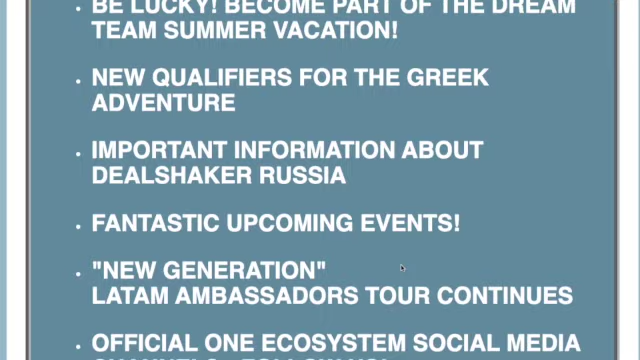 BE LUCKY! BECOME PART OF THE DREAM
TEAM SUMMER VACATION!
NEW QUALIFIERS FOR THE GREEK
ADVENTURE
IMPORTANT INFORMATION ABOUT
DEALSHAKER RUSSIA
FANTASTIC UPCOMING EVENTS!
"NEW GENERATION"
LATAM AMBASSADORS TOUR CONTINUES
OFFICIAL ONE ECOSYSTEM SOCIAL MEDIA